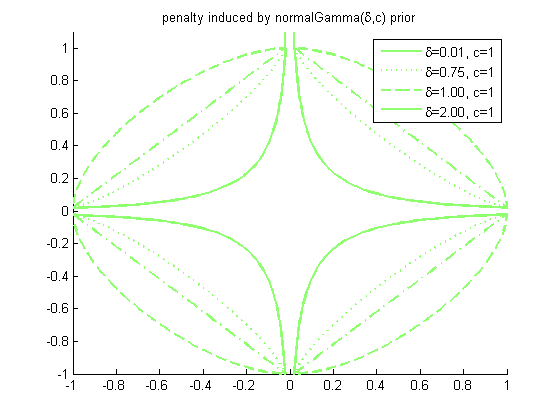 penalty induced by normalGamma(δ,c) prior
δ=0.01, c=1
δ=0.75, c=1
δ=1.00, c=1
δ=2.00, c=1
1
0.8
0.6
0.4
0.2
0
-0.2
-0.4
-0.6
-0.8
-1
-1 -0.8 -0.6 -0.4 -0.2 0 0.2 0.4 0.6 0.8 1